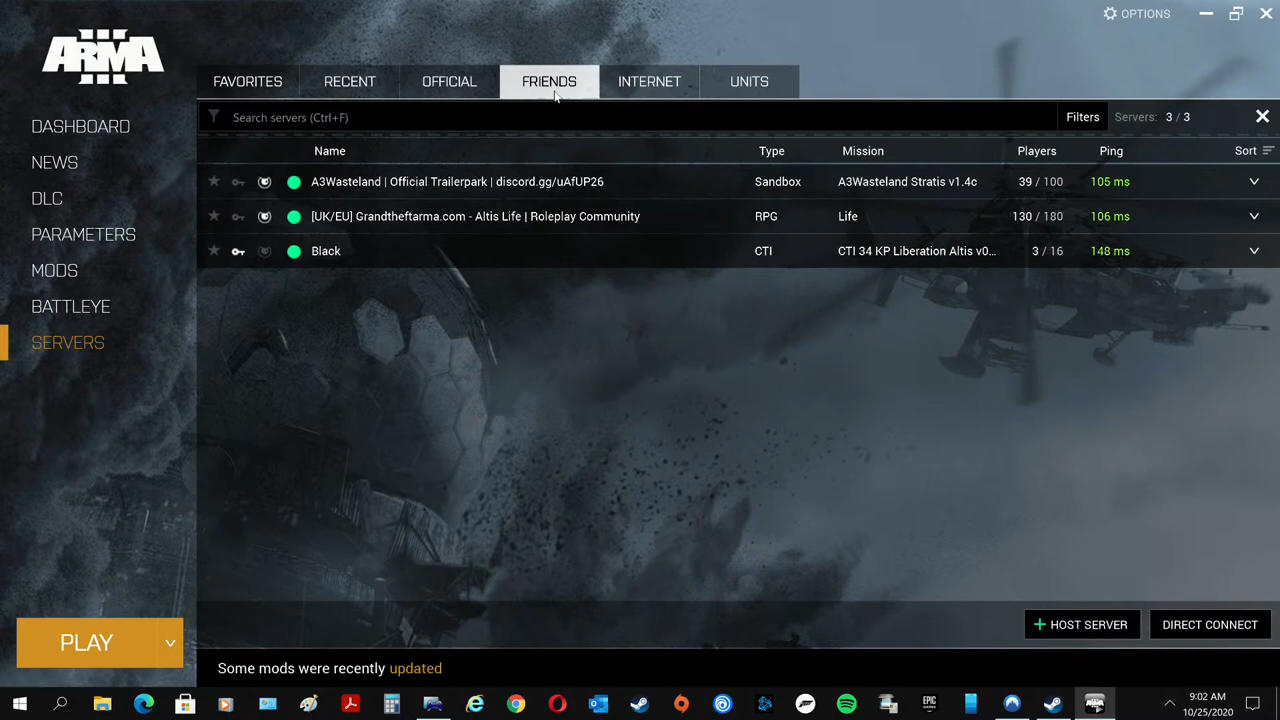 OPTIONS
ARMA III
FAVORITES RECENT OFFICIAL FRIENDS INTERNET UNITS
Search servers (Ctrl+F) Filters Servers: 3 / 3
DASHBOARD
NEWS
DLC
PARAMETERS
MODS
BATTLEYE
SERVERS
Name Type Mission Players Ping Sort
A3Wasteland | Official Trailerpark | discord.gg/uAfUP26 Sandbox A3Wasteland Stratis v1.4c 39 / 100 105 ms
[UK/EU] Grandtheftarma.com - Altis Life | Roleplay Community RPG Life 130 / 180 106 ms
Black CTI CTI 34 KP Liberation Altis v0... 3 / 16 148 ms
HOST SERVER DIRECT CONNECT
PLAY
Some mods were recently updated
EPIC GAMES
9:02 AM
10/25/2020